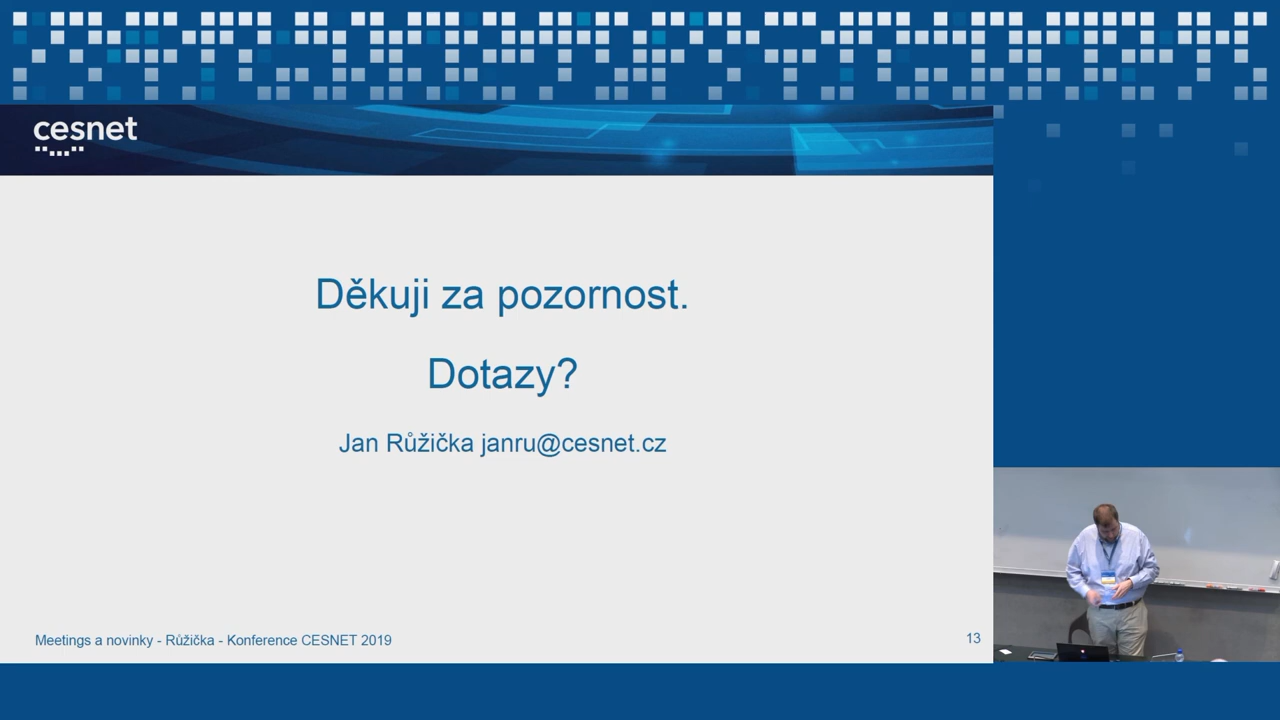 cesnet
Děkuji za pozornost.
Dotazy?
Jan Růžička janru@cesnet.cz
Meetings a novinky - Růžička - Konference CESNET 2019
13